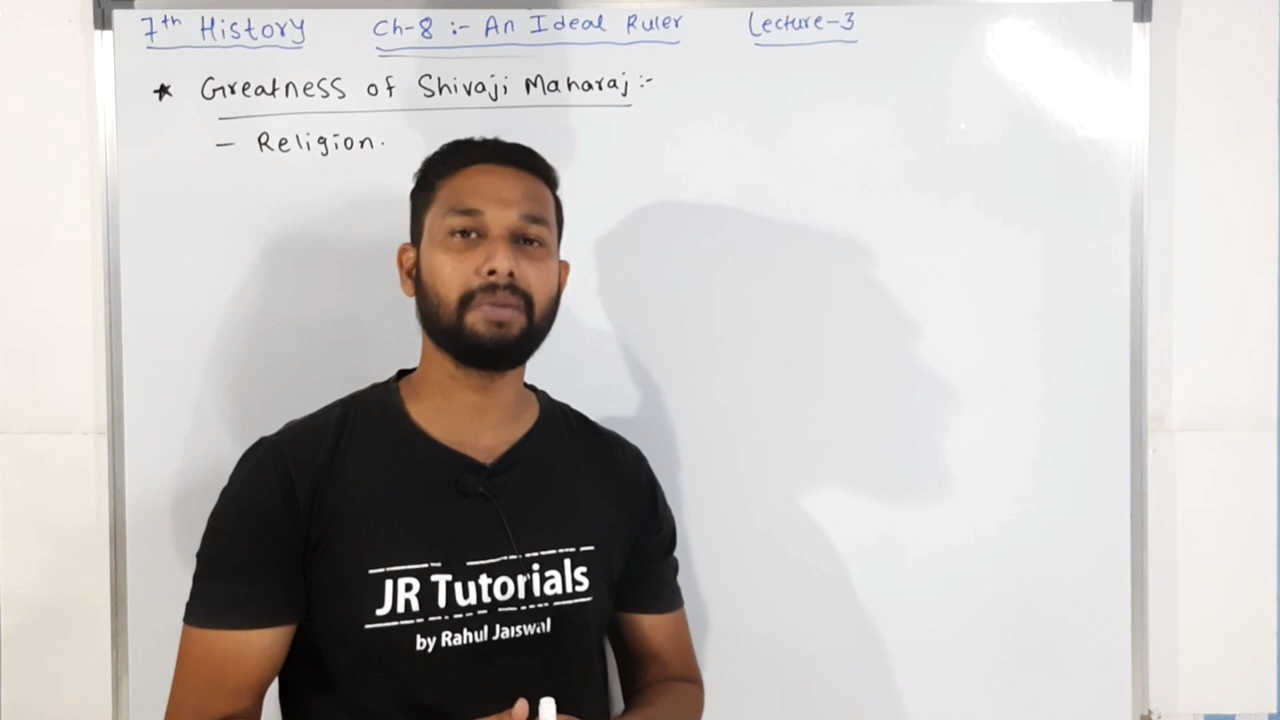 7th History Ch-8 :- An Ideal Ruler Lecture-3
* Greatness of Shivaji Maharaj :-
- Religion.
JR Tutorials
by Rahul Jaiswal